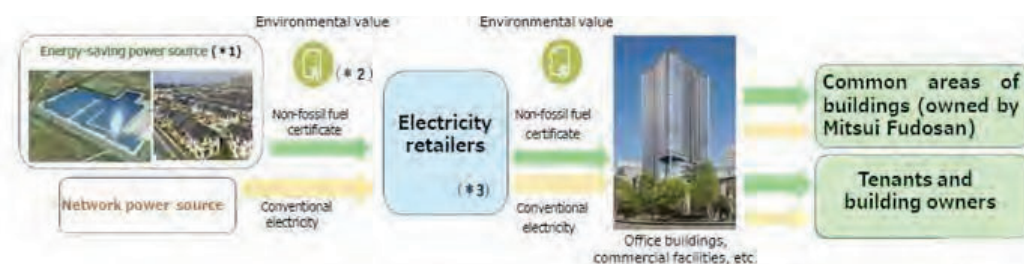 Environmental value
Environmental value
Energy-saving power source (*1)
(*2)
Non-fossil fuel
certificate
Non-fossil fuel
certificate
Electricity
retailers
(*3)
Network power source
Conventional
electricity
Conventional
electricity
Office buildings,
commercial facilities, etc.
Common areas of
buildings (owned by
Mitsui Fudosan)
Tenants and
building owners